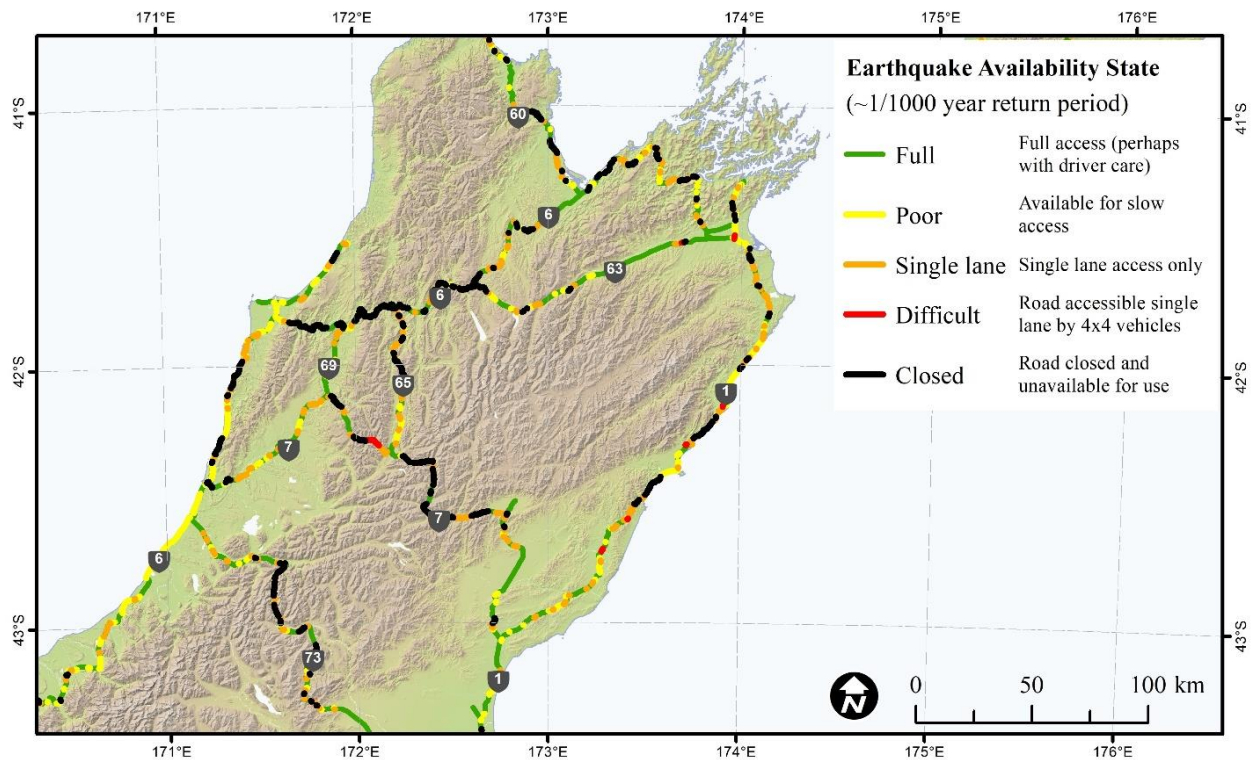 171°E 172°E 173°E 174°E 175°E 176°E
Earthquake Availability State
(~1/1000 year return period)
Full Full access (perhaps
with driver care)
Poor Available for slow
access
Single lane Single lane access only
Difficult Road accessible single
lane by 4x4 vehicles
Closed Road closed and
unavailable for use
41°S 41°S
60
6
63
6
42°S 42°S
69
65
1
7
7
6
43°S 43°S
73
1
N
0 50 100 km
171°E 172°E 173°E 174°E 175°E 176°E